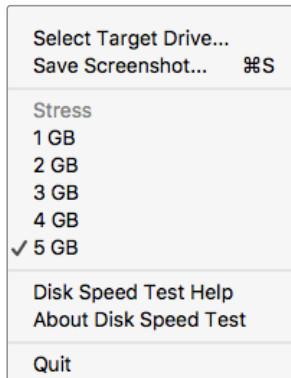 Select Target Drive...
Save Screenshot... ⌘S
Stress
1 GB
2 GB
3 GB
4 GB
✓ 5 GB
Disk Speed Test Help
About Disk Speed Test
Quit